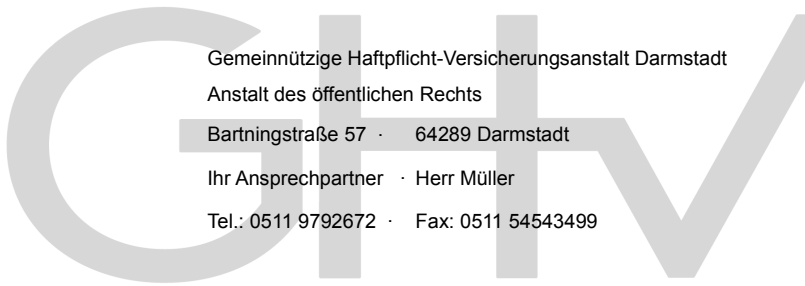 GHV
Gemeinnützige Haftpflicht-Versicherungsanstalt Darmstadt
Anstalt des öffentlichen Rechts
Bartningstraße 57 · 64289 Darmstadt
Ihr Ansprechpartner · Herr Müller
Tel.: 0511 9792672 · Fax: 0511 54543499